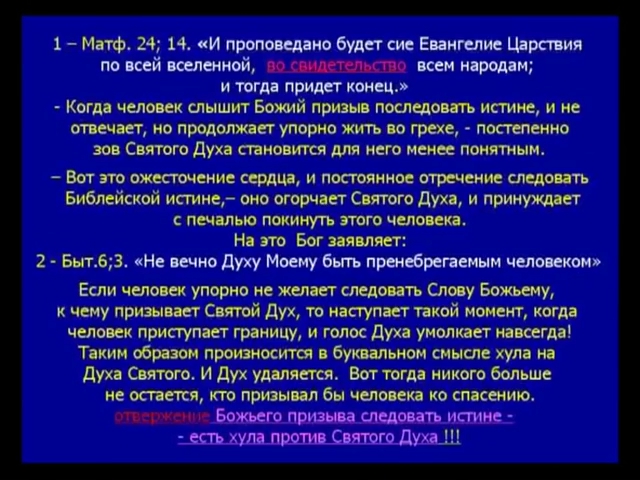 1 – Матф. 24; 14. «И проповедано будет сие Евангелие Царствия
по всей вселенной, во свидетельство всем народам;
и тогда придет конец.»
- Когда человек слышит Божий призыв последовать истине, и не
отвечает, но продолжает упорно жить во грехе, - постепенно
зов Святого Духа становится для него менее понятным.
– Вот это ожесточение сердца, и постоянное отречение следовать
Библейской истине,– оно огорчает Святого Духа, и принуждает
с печалью покинуть этого человека.
На это Бог заявляет:
2 - Быт.6;3. «Не вечно Духу Моему быть пренебрегаемым человеком»
Если человек упорно не желает следовать Слову Божьему,
к чему призывает Святой Дух, то наступает такой момент, когда
человек приступает границу, и голос Духа умолкает навсегда!
Таким образом произносится в буквальном смысле хула на
Духа Святого. И Дух удаляется. Вот тогда никого больше
не остается, кто призывал бы человека ко спасению.
отвержение Божьего призыва следовать истине -
- есть хула против Святого Духа !!!